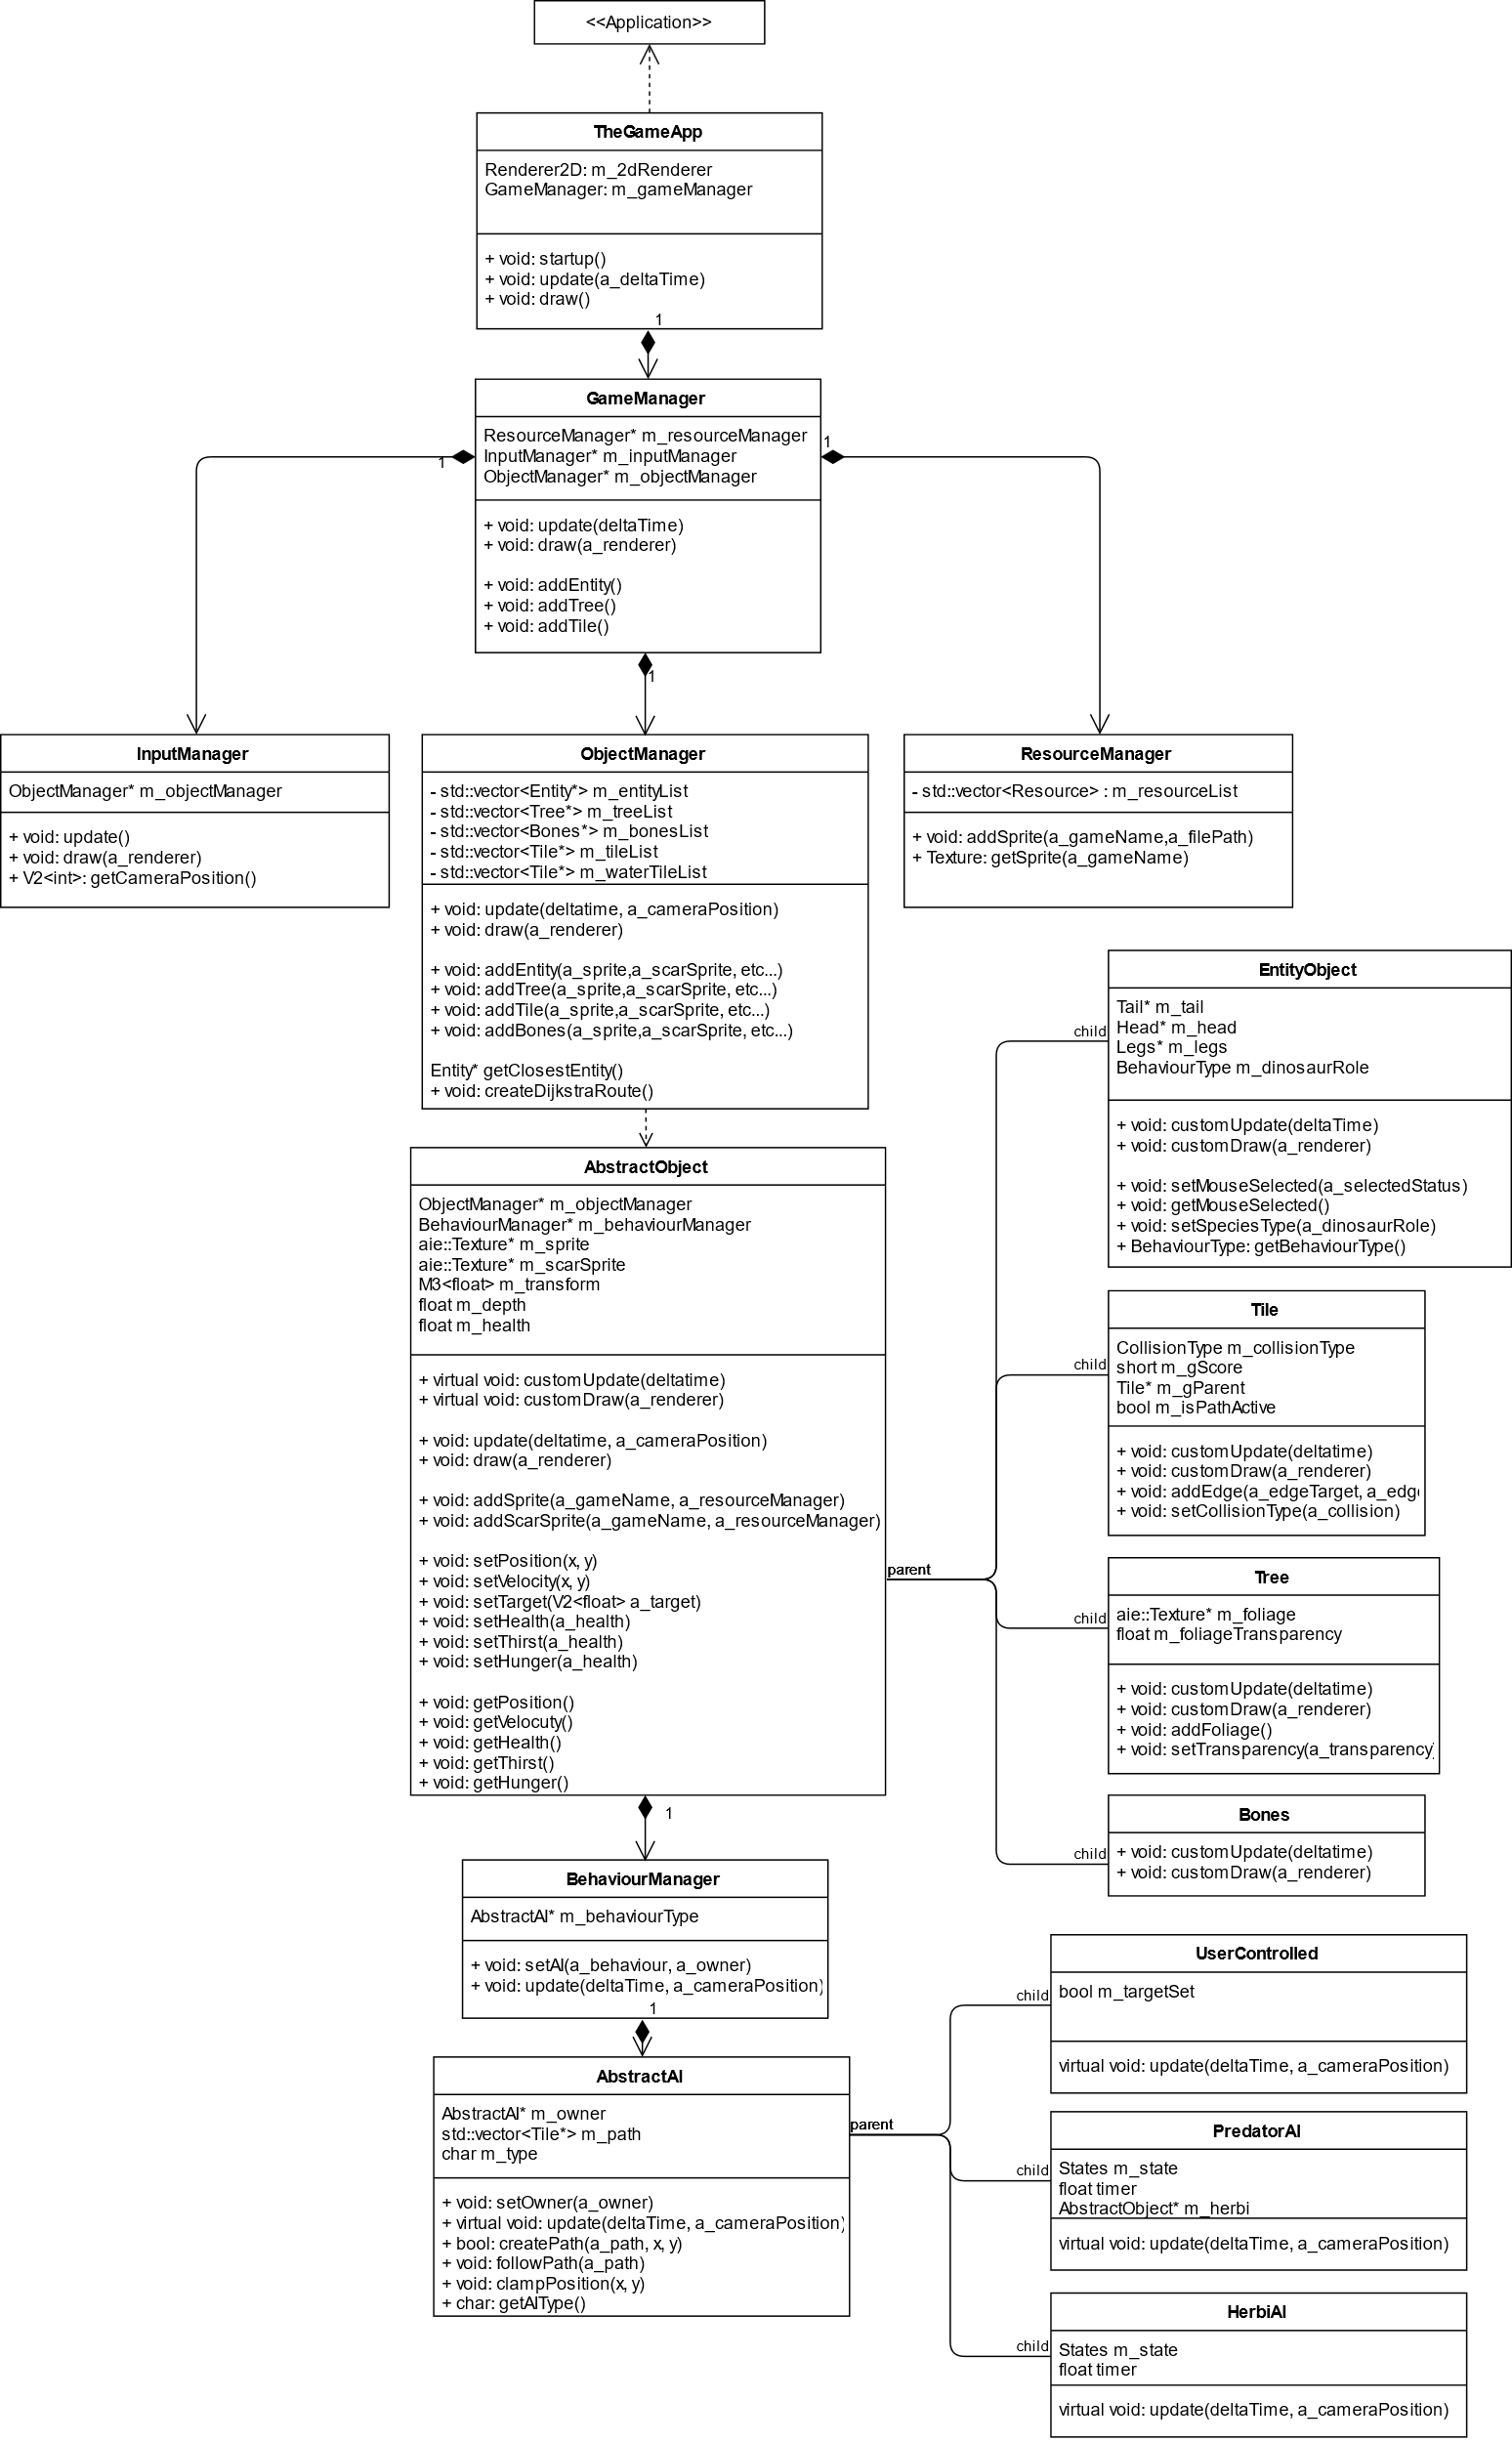 <<Application>>
TheGameApp
Renderer2D: m_2dRenderer
GameManager: m_gameManager
+ void: startup()
+ void: update(a_deltaTime)
+ void: draw()
1
GameManager
ResourceManager* m_resourceManager
InputManager* m_inputManager
ObjectManager* m_objectManager
+ void: update(deltaTime)
+ void: draw(a_renderer)
+ void: addEntity()
+ void: addTree()
+ void: addTile()
1
1
1
InputManager
ObjectManager* m_objectManager
+ void: update()
+ void: draw(a_renderer)
+ V2<int>: getCameraPosition()
ObjectManager
- std::vector<Entity*> m_entityList
- std::vector<Tree*> m_treeList
- std::vector<Bones*> m_bonesList
- std::vector<Tile*> m_tileList
- std::vector<Tile*> m_waterTileList
+ void: update(deltatime, a_cameraPosition)
+ void: draw(a_renderer)
+ void: addEntity(a_sprite,a_scarSprite, etc...)
+ void: addTree(a_sprite,a_scarSprite, etc...)
+ void: addTile(a_sprite,a_scarSprite, etc...)
+ void: addBones(a_sprite,a_scarSprite, etc...)
Entity* getClosestEntity()
+ void: createDijkstraRoute()
ResourceManager
- std::vector<Resource> : m_resourceList
+ void: addSprite(a_gameName,a_filePath)
+ Texture: getSprite(a_gameName)
AbstractObject
ObjectManager* m_objectManager
BehaviourManager* m_behaviourManager
aie::Texture* m_sprite
aie::Texture* m_scarSprite
M3<float> m_transform
float m_depth
float m_health
+ virtual void: customUpdate(deltatime)
+ virtual void: customDraw(a_renderer)
+ void: update(deltatime, a_cameraPosition)
+ void: draw(a_renderer)
+ void: addSprite(a_gameName, a_resourceManager)
+ void: addScarSprite(a_gameName, a_resourceManager)
+ void: setPosition(x, y)
+ void: setVelocity(x, y)
+ void: setTarget(V2<float> a_target)
+ void: setHealth(a_health)
+ void: setThirst(a_health)
+ void: setHunger(a_health)
+ void: getPosition()
+ void: getVelocuty()
+ void: getHealth()
+ void: getThirst()
+ void: getHunger()
parent
1
child
EntityObject
Tail* m_tail
Head* m_head
Legs* m_legs
BehaviourType m_dinosaurRole
+ void: customUpdate(deltaTime)
+ void: customDraw(a_renderer)
+ void: setMouseSelected(a_selectedStatus)
+ void: getMouseSelected()
+ void: setSpeciesType(a_dinosaurRole)
+ BehaviourType: getBehaviourType()
child
Tile
CollisionType m_collisionType
short m_gScore
Tile* m_gParent
bool m_isPathActive
+ void: customUpdate(deltatime)
+ void: customDraw(a_renderer)
+ void: addEdge(a_edgeTarget,
+ void: setCollisionType(a_collision)
child
Tree
aie::Texture* m_foliage
float m_foliageTransparency
+ void: customUpdate(deltatime)
+ void: customDraw(a_renderer)
+ void: addFoliage()
+ void: setTransparency(a_transparency)
child
Bones
+ void: customUpdate(deltatime)
+ void: customDraw(a_renderer)
BehaviourManager
AbstractAI* m_behaviourType
+ void: setAI(a_behaviour, a_owner)
+ void: update(deltaTime, a_cameraPosition)
1
AbstractAI
AbstractAI* m_owner
std::vector<Tile*> m_path
char m_type
+ void: setOwner(a_owner)
+ virtual void: update(deltaTime, a_cameraPosition)
+ bool: createPath(a_path, x, y)
+ void: followPath(a_path)
+ void: clampPosition(x, y)
+ char: getAIType()
parent
child
UserControlled
bool m_targetSet
virtual void: update(deltaTime, a_cameraPosition)
child
PredatorAI
States m_state
float timer
AbstractObject* m_herbi
virtual void: update(deltaTime, a_cameraPosition)
child
HerbiAI
States m_state
float timer
virtual void: update(deltaTime, a_cameraPosition)